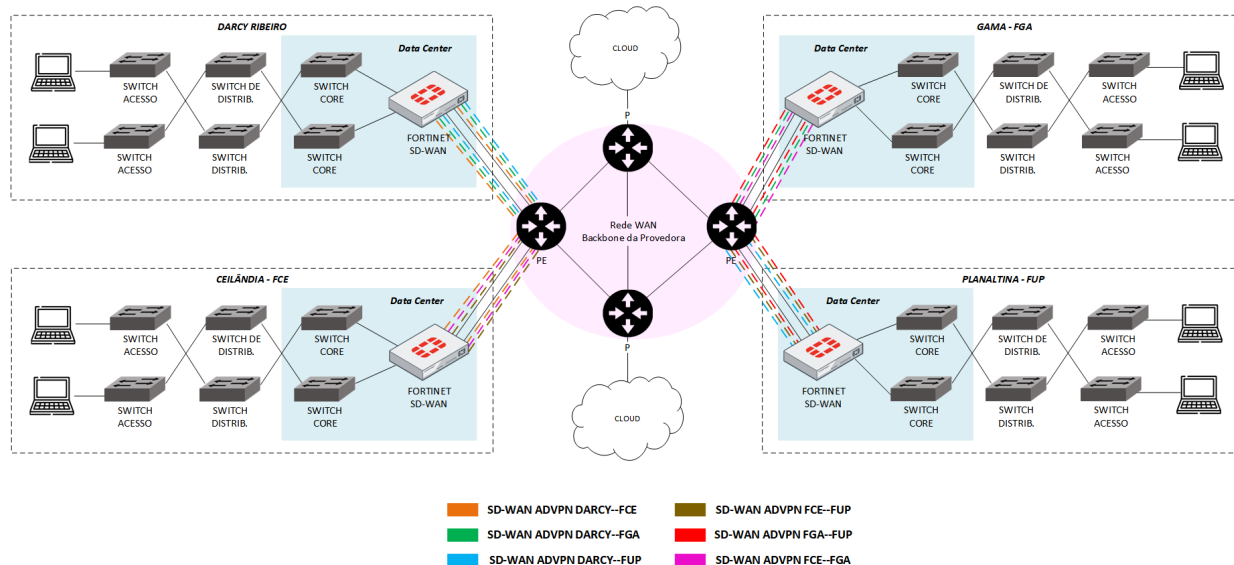 DARCY RIBEIRO
Data Center
SWITCH
ACESSO
SWITCH DE
DISTRIB.
SWITCH
CORE
FORTINET
SD-WAN
SWITCH
ACESSO
SWITCH
DISTRIB.
SWITCH
CORE
CLOUD
P
GAMA - FGA
Data Center
FORTINET
SD-WAN
SWITCH
CORE
SWITCH DE
DISTRIB.
SWITCH
ACESSO
SWITCH
CORE
SWITCH
DISTRIB.
SWITCH
ACESSO
Rede WAN
Backbone da Provedora
PE
PE
CEILÂNDIA - FCE
Data Center
SWITCH
ACESSO
SWITCH DE
DISTRIB.
SWITCH
CORE
FORTINET
SD-WAN
SWITCH
ACESSO
SWITCH
DISTRIB.
SWITCH
CORE
P
CLOUD
PLANALTINA - FUP
Data Center
FORTINET
SD-WAN
SWITCH
CORE
SWITCH DE
DISTRIB.
SWITCH
ACESSO
SWITCH
CORE
SWITCH
DISTRIB.
SWITCH
ACESSO
SD-WAN ADVPN DARCY--FCE
SD-WAN ADVPN DARCY--FGA
SD-WAN ADVPN DARCY--FUP
SD-WAN ADVPN FCE--FUP
SD-WAN ADVPN FGA--FUP
SD-WAN ADVPN FCE--FGA